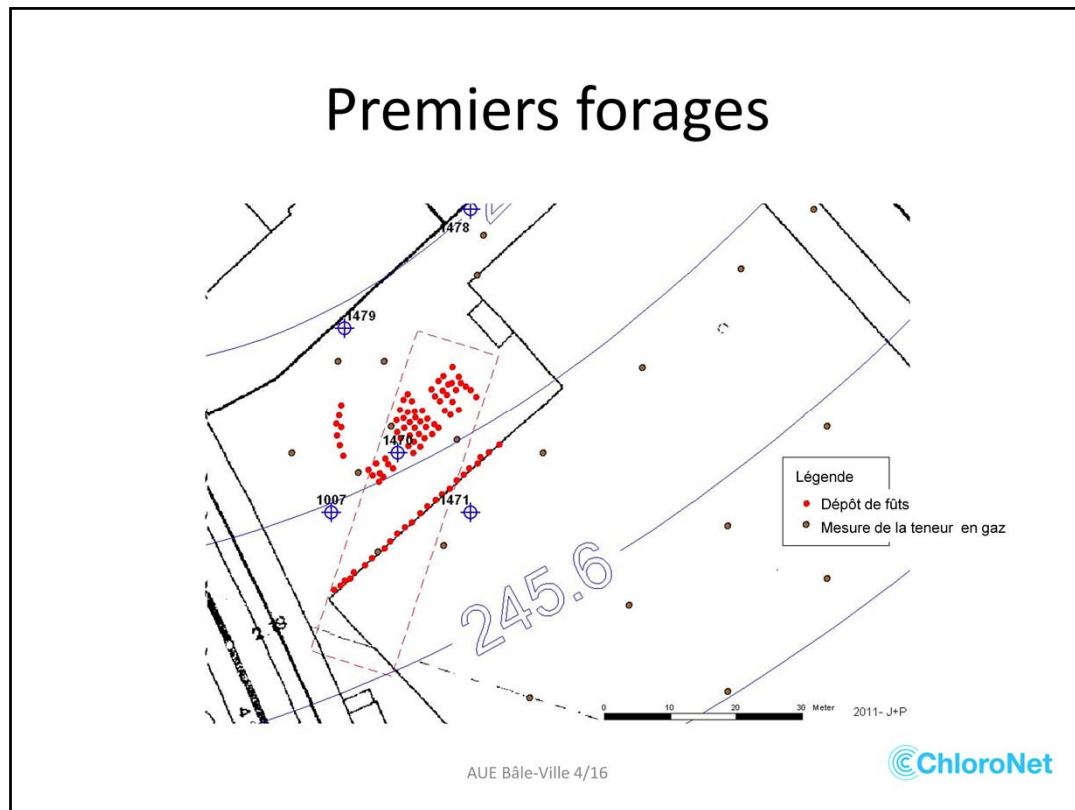 Premiers forages
1478
1479
1470
1007
1471
245.6
Légende
Dépôt de fûts
Mesure de la teneur en gaz
0 10 20 30 Meter
2011- J+P
AUE Bâle-Ville 4/16
ChloroNet